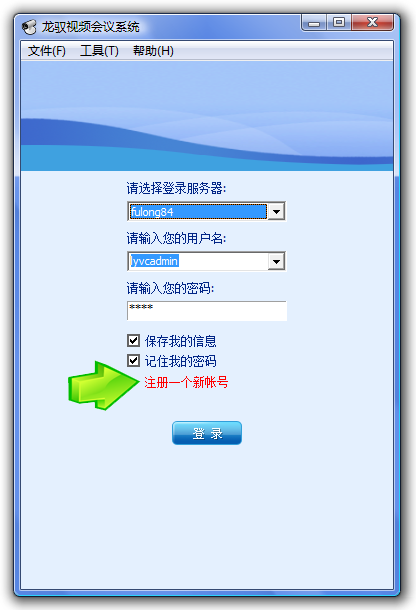 龙驭视频会议系统
文件(F) 工具(T) 帮助(H)
请选择登录服务器:
fulong84
请输入您的用户名:
lyvcadmin
请输入您的密码:
****
保存我的信息
记住我的密码
注册一个新帐号
登 录